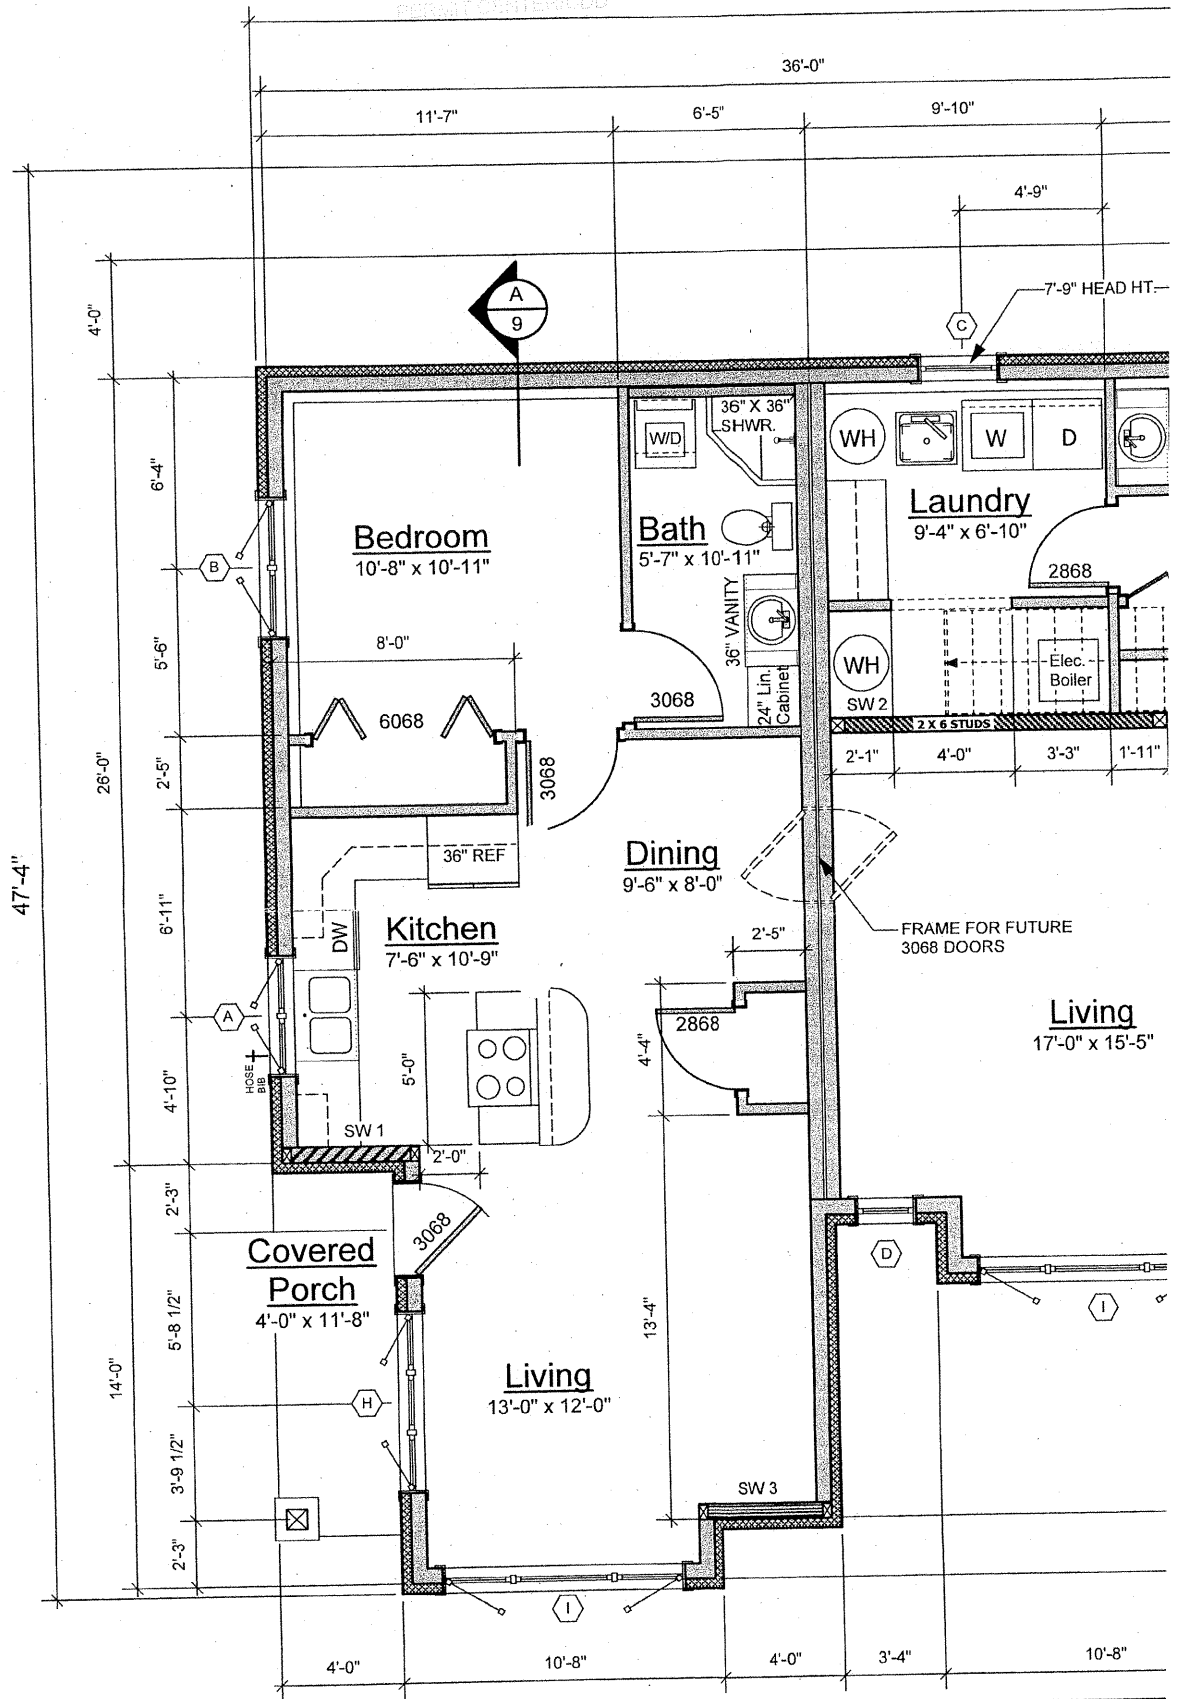 PERMIT CENTER/CDD
36'-0"
11'-7"
6'-5"
9'-10"
4'-9"
7'-9" HEAD HT.
A
9
C
4'-0"
36" X 36"
SHWR.
W/D
WH
W
D
6'-4"
Bedroom
10'-8" x 10'-11"
Bath
5'-7" x 10'-11"
Laundry
9'-4" x 6'-10"
B
2868
36" VANITY
5'-6"
8'-0"
WH
Elec.
Boiler
6068
3068
24" Lin.
Cabinet
SW 2
2 X 6 STUDS
2'-1"
4'-0"
3'-3"
1'-11"
26'-0"
2'-5"
3068
36" REF
Dining
9'-6" x 8'-0"
47'-4"
6'-11"
DW
Kitchen
7'-6" x 10'-9"
2'-5"
FRAME FOR FUTURE
3068 DOORS
A
2868
Living
17'-0" x 15'-5"
HOSE
BIB
5'-0"
4'-4"
4'-10"
SW 1
2'-0"
2'-3"
3068
Covered
Porch
4'-0" x 11'-8"
D
I
5'-8 1/2"
13'-4"
14'-0"
Living
13'-0" x 12'-0"
H
3'-9 1/2"
SW 3
2'-3"
I
4'-0"
10'-8"
4'-0"
3'-4"
10'-8"